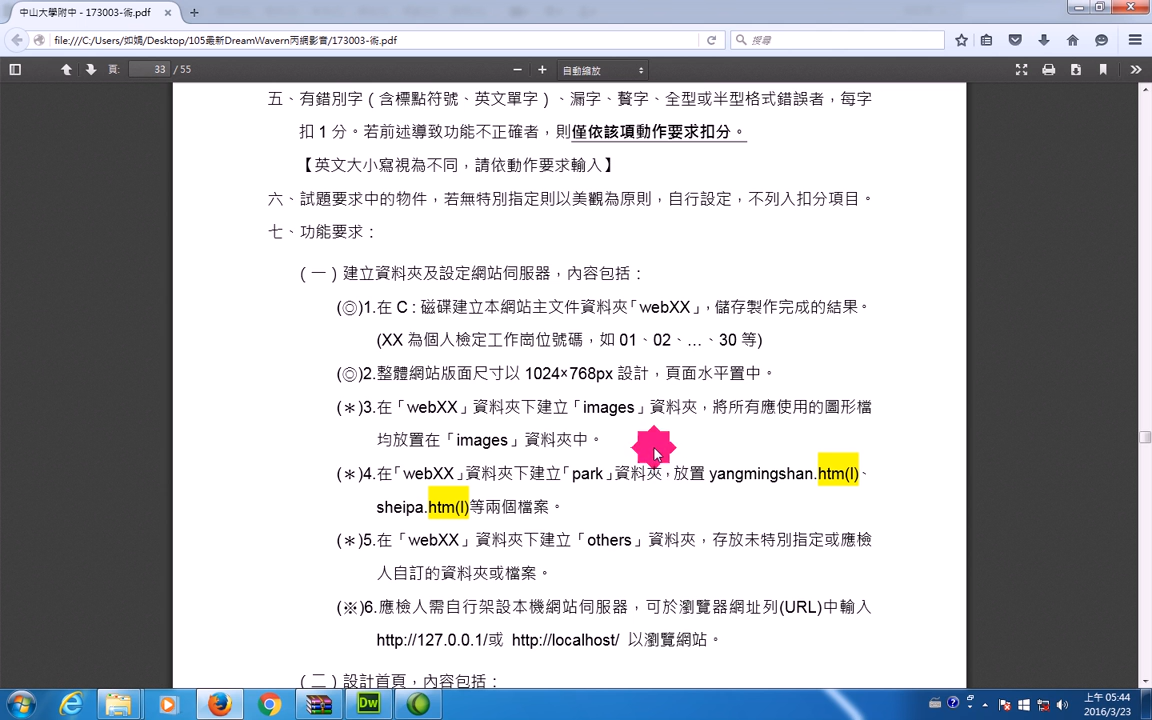 中山大學附中 - 173003-術.pdf
file:///C:/Users/如嫣/Desktop/105最新DreamWavern丙網影音/173003-術.pdf
搜尋
頁:
33 / 55
自動縮放
五、有錯別字（含標點符號、英文單字）、漏字、贅字、全型或半型格式錯誤者，每字
扣 1 分。若前述導致功能不正確者，則僅依該項動作要求扣分。
【英文大小寫視為不同，請依動作要求輸入】
六、試題要求中的物件，若無特別指定則以美觀為原則，自行設定，不列入扣分項目。
七、功能要求：
（一）建立資料夾及設定網站伺服器，內容包括：
(◎)1.在 C：磁碟建立本網站主文件資料夾「webXX」，儲存製作完成的結果。
(XX 為個人檢定工作崗位號碼，如 01、02、…、30 等)
(◎)2.整體網站版面尺寸以 1024×768px 設計，頁面水平置中。
(＊)3.在「webXX」資料夾下建立「images」資料夾，將所有應使用的圖形檔
均放置在「images」資料夾中。
(＊)4.在「webXX」資料夾下建立「park」資料夾，放置 yangmingshan.htm(l)、
sheipa.htm(l)等兩個檔案。
(＊)5.在「webXX」資料夾下建立「others」資料夾，存放未特別指定或應檢
人自訂的資料夾或檔案。
(※)6.應檢人需自行架設本機網站伺服器，可於瀏覽器網址列(URL)中輸入
http://127.0.0.1/或 http://localhost/ 以瀏覽網站。
（二）設計首頁，內容包括：
Dw
上午 05:44
2016/3/23